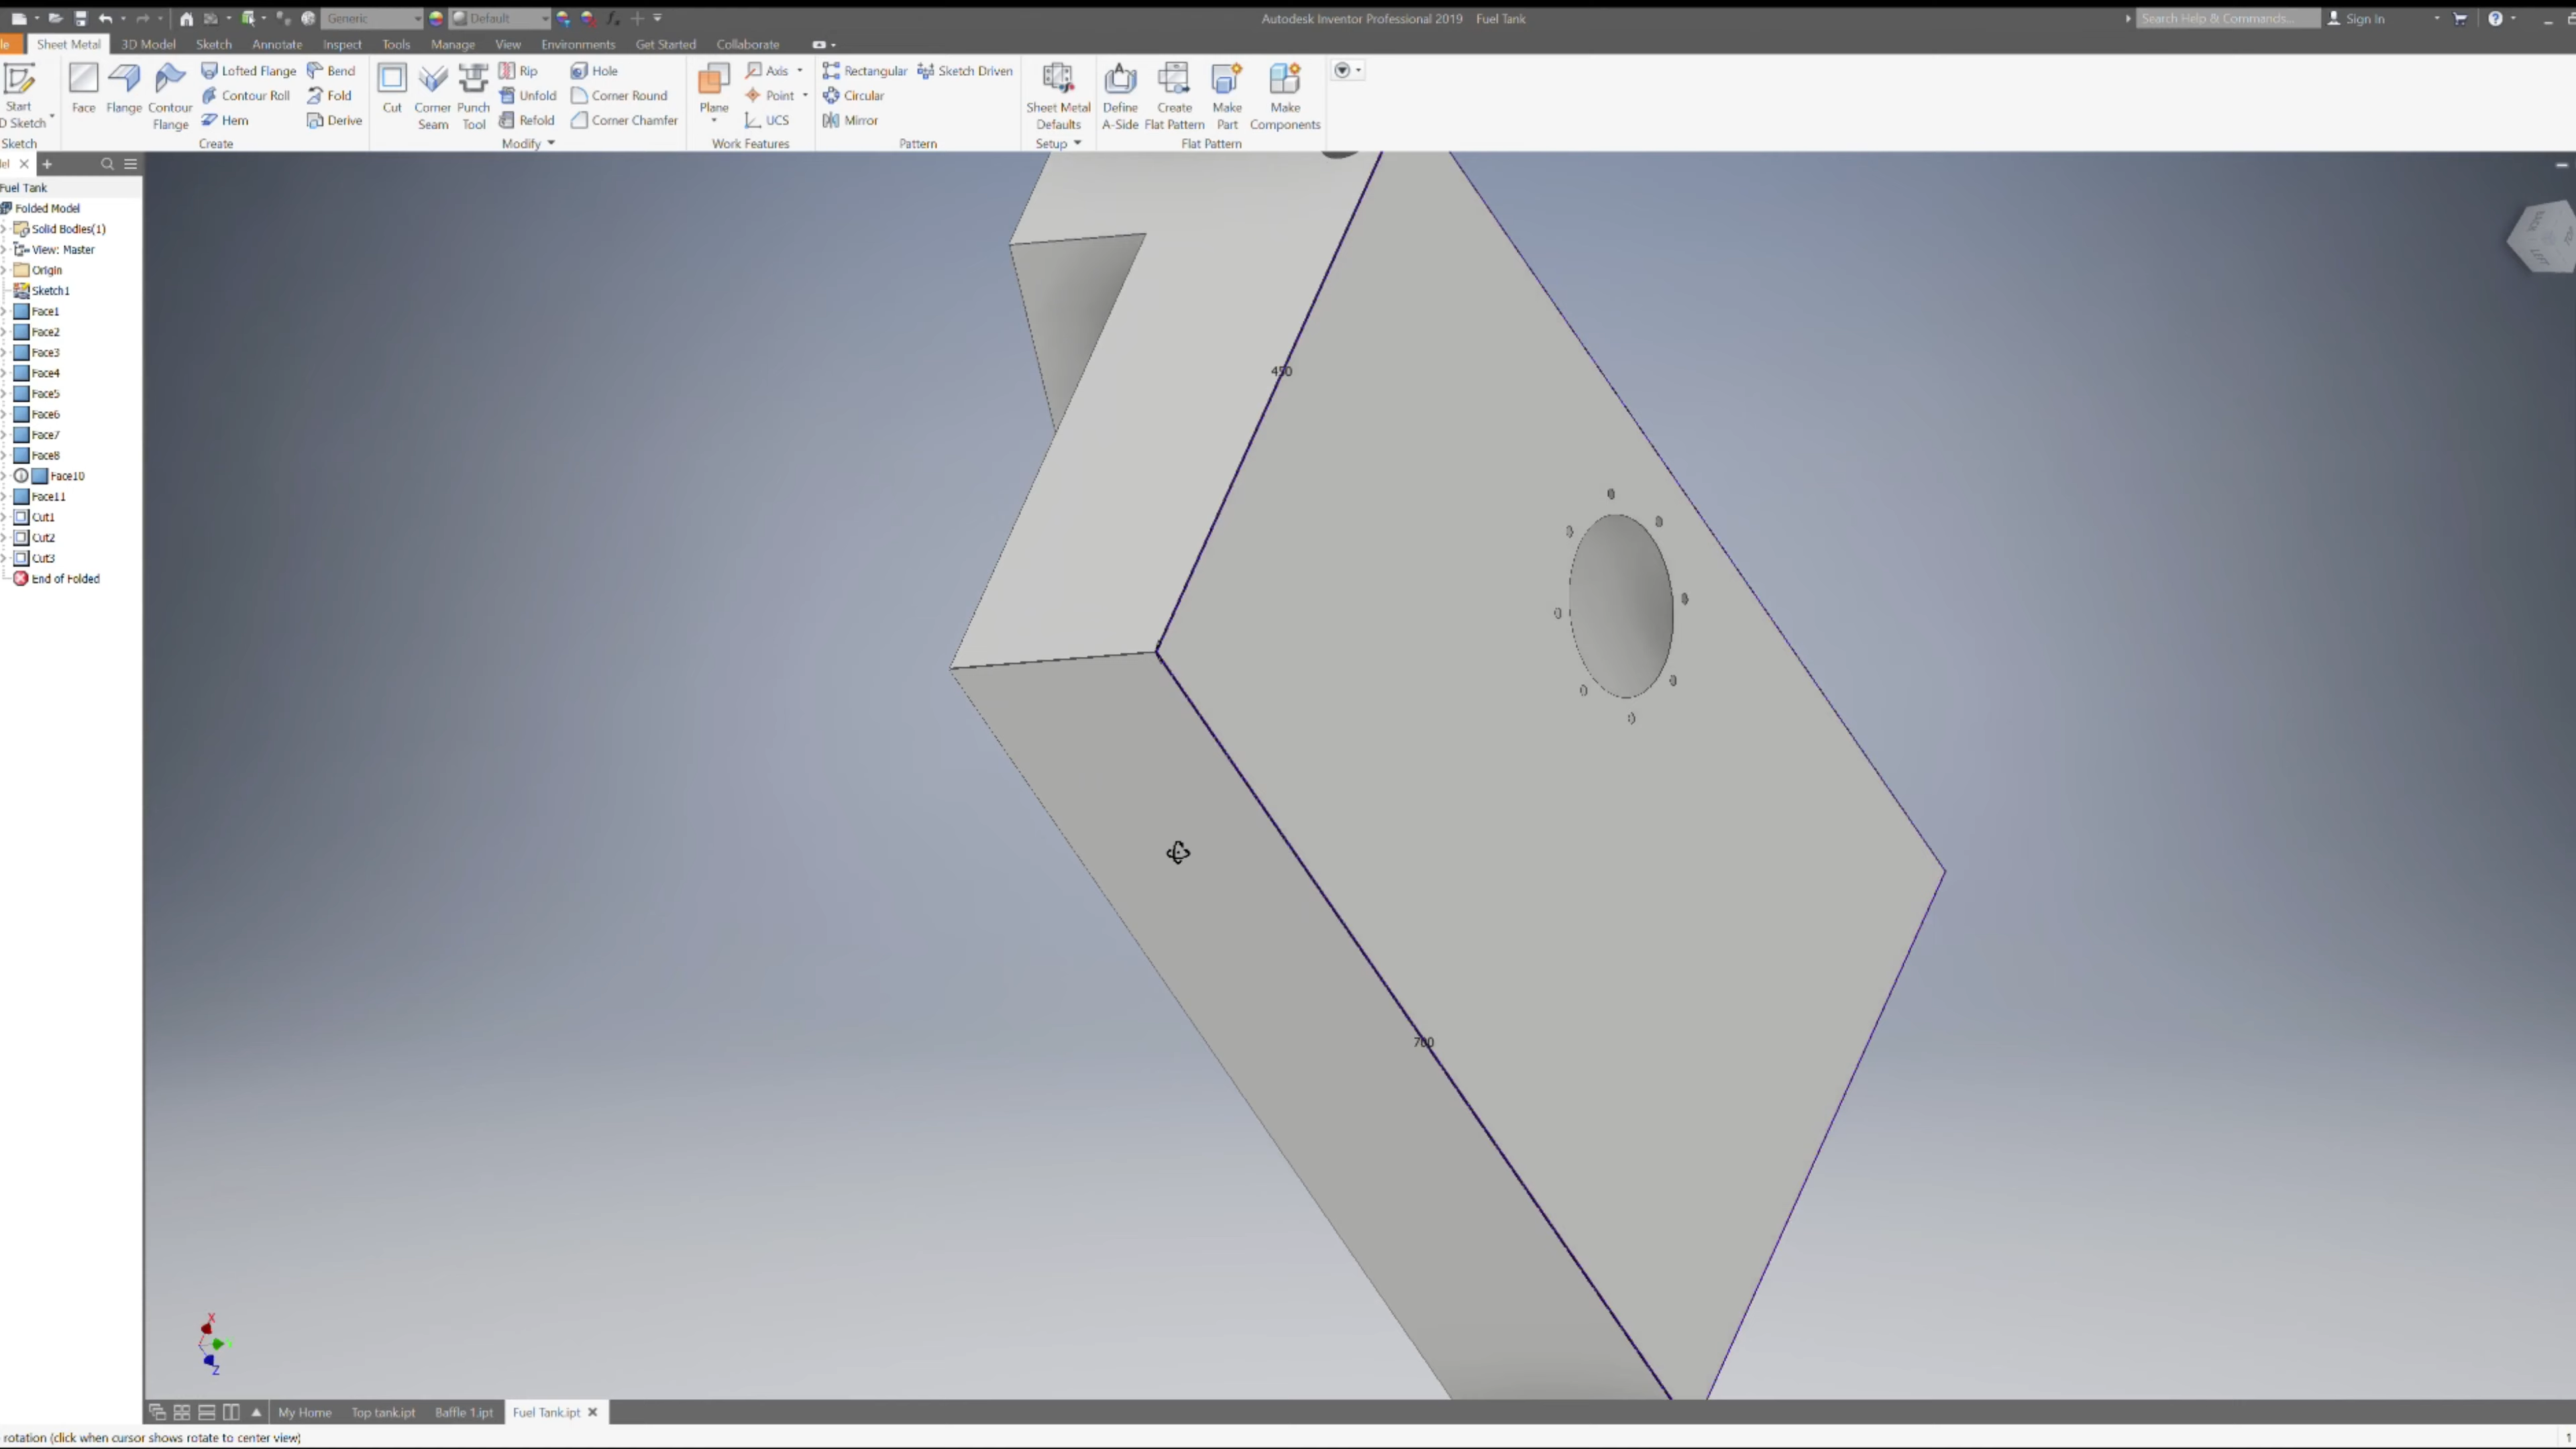 Generic Default Autodesk Inventor Professional 2019 Fuel Tank Search Help & Commands... Sign In
le Sheet Metal 3D Model Sketch Annotate Inspect Tools Manage View Environments Get Started Collaborate
Start
D Sketch
Face
Flange
Contour
Flange
Lofted Flange
Contour Roll
Hem
Bend
Fold
Derive
Cut
Corner
Seam
Punch
Tool
Rip
Unfold
Refold
Hole
Corner Round
Corner Chamfer
Plane
Axis
Point
UCS
Rectangular
Circular
Mirror
Sketch Driven
Sheet Metal
Defaults
Define
A-Side
Create
Flat Pattern
Make
Part
Make
Components
Sketch Create Modify Work Features Pattern Setup Flat Pattern
el
Fuel Tank
Folded Model
Solid Bodies(1)
View: Master
Origin
Sketch1
Face1
Face2
Face3
Face4
Face5
Face6
Face7
Face8
Face10
Face11
Cut1
Cut2
Cut3
End of Folded
450
700
X
Z
My Home Top tank.ipt Baffle 1.ipt Fuel Tank.ipt
rotation (click when cursor shows rotate to center view)
1